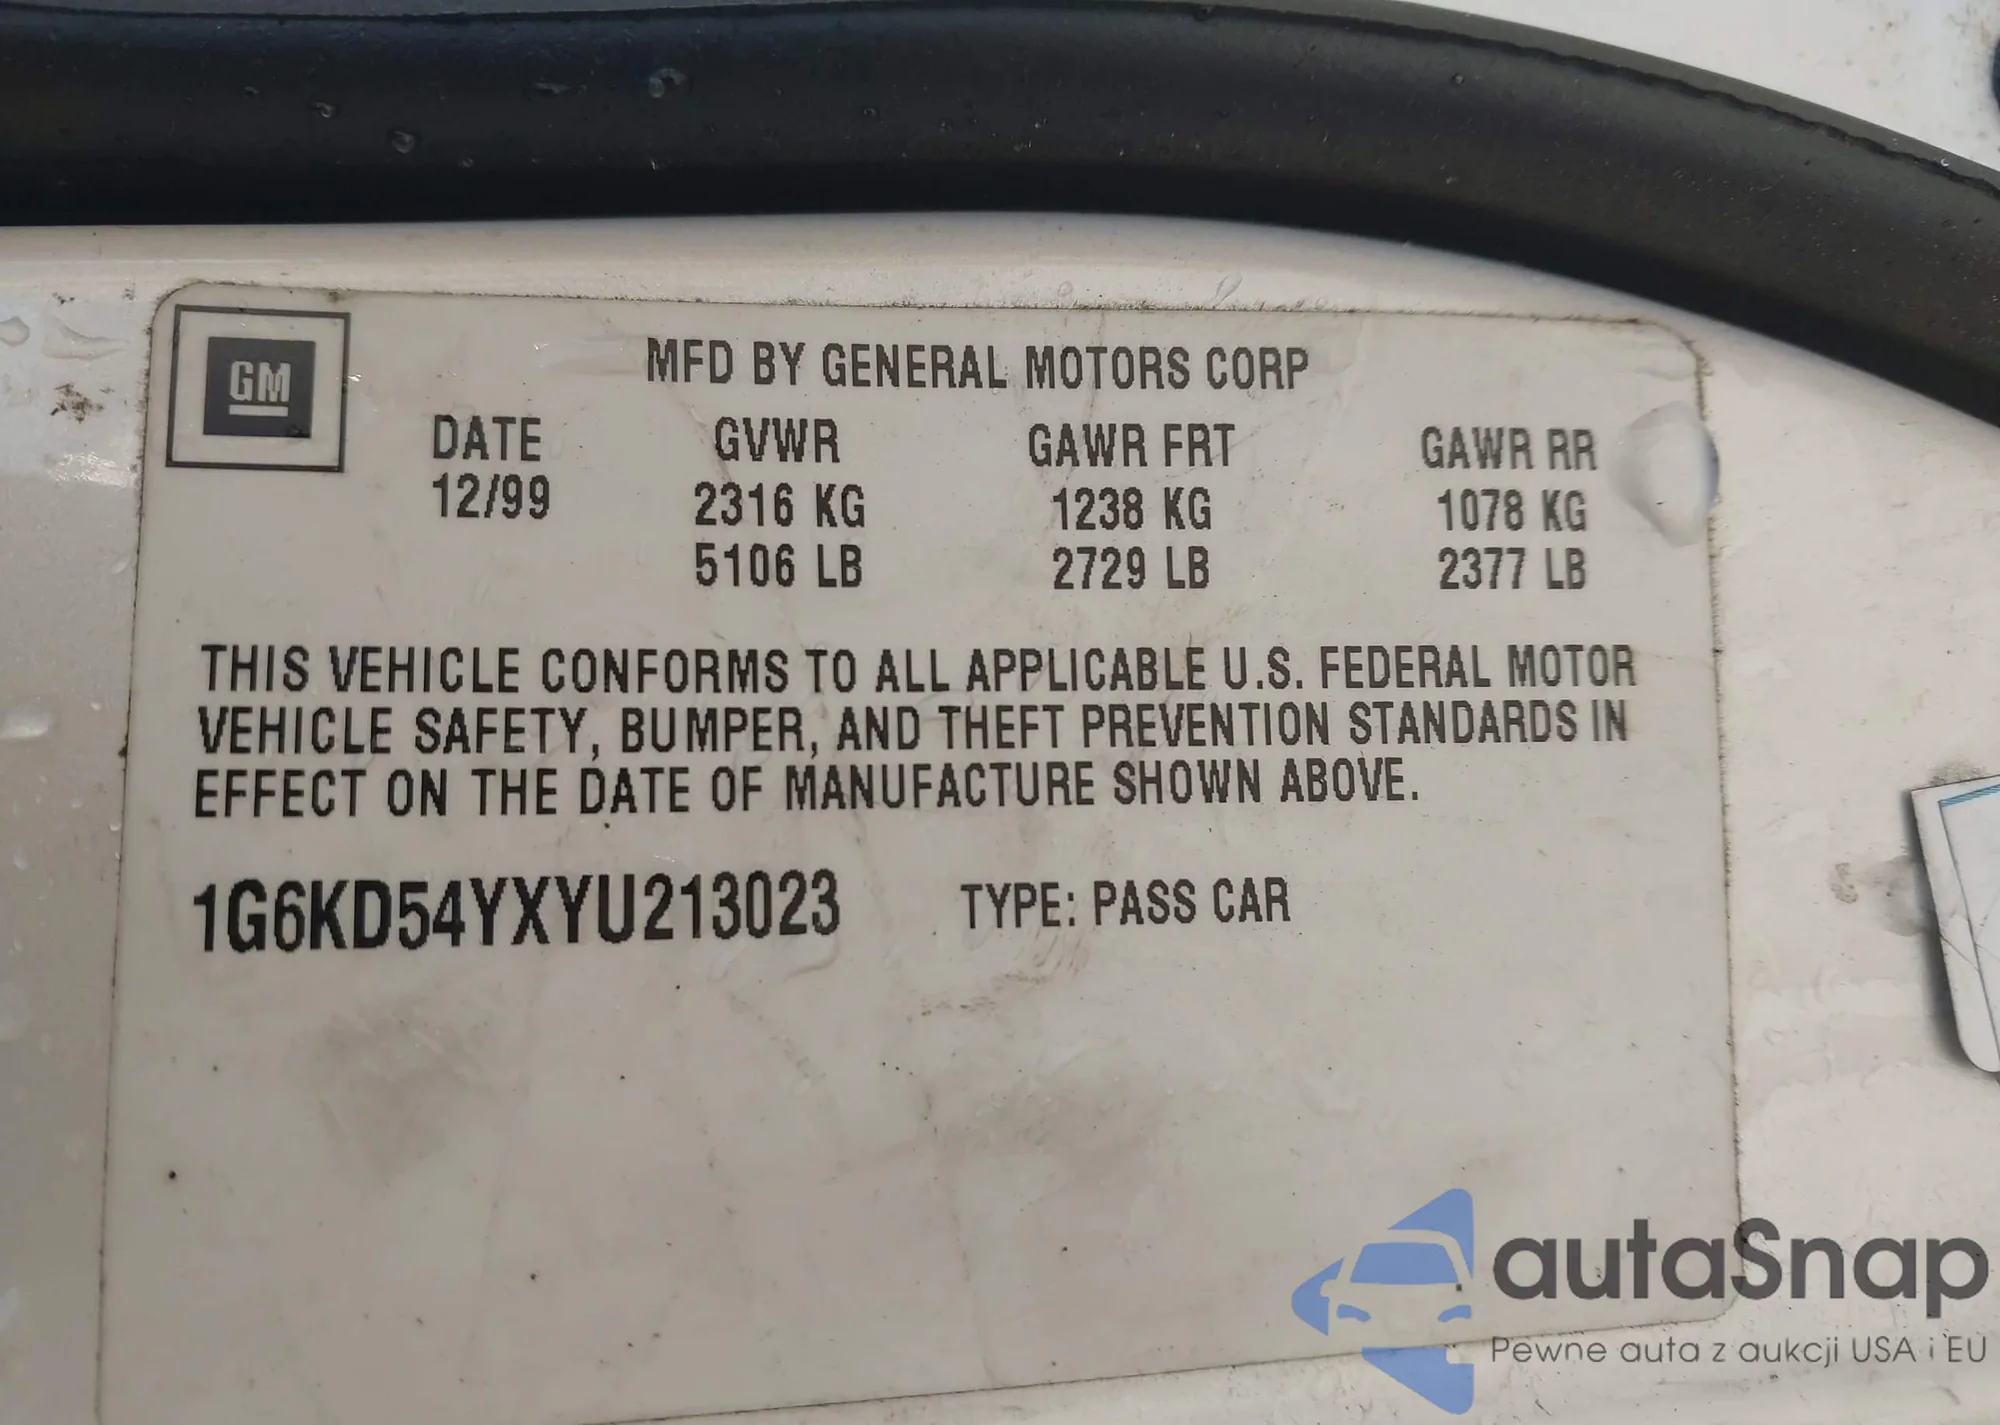 GM
MFD BY GENERAL MOTORS CORP
DATE GVWR GAWR FRT GAWR RR
12/99 2316 KG 1238 KG 1078 KG
5106 LB 2729 LB 2377 LB
THIS VEHICLE CONFORMS TO ALL APPLICABLE U.S. FEDERAL MOTOR
VEHICLE SAFETY, BUMPER, AND THEFT PREVENTION STANDARDS IN
EFFECT ON THE DATE OF MANUFACTURE SHOWN ABOVE.
1G6KD54YXYU213023 TYPE: PASS CAR
autaSnap
Pewne auta z aukcji USA i EU